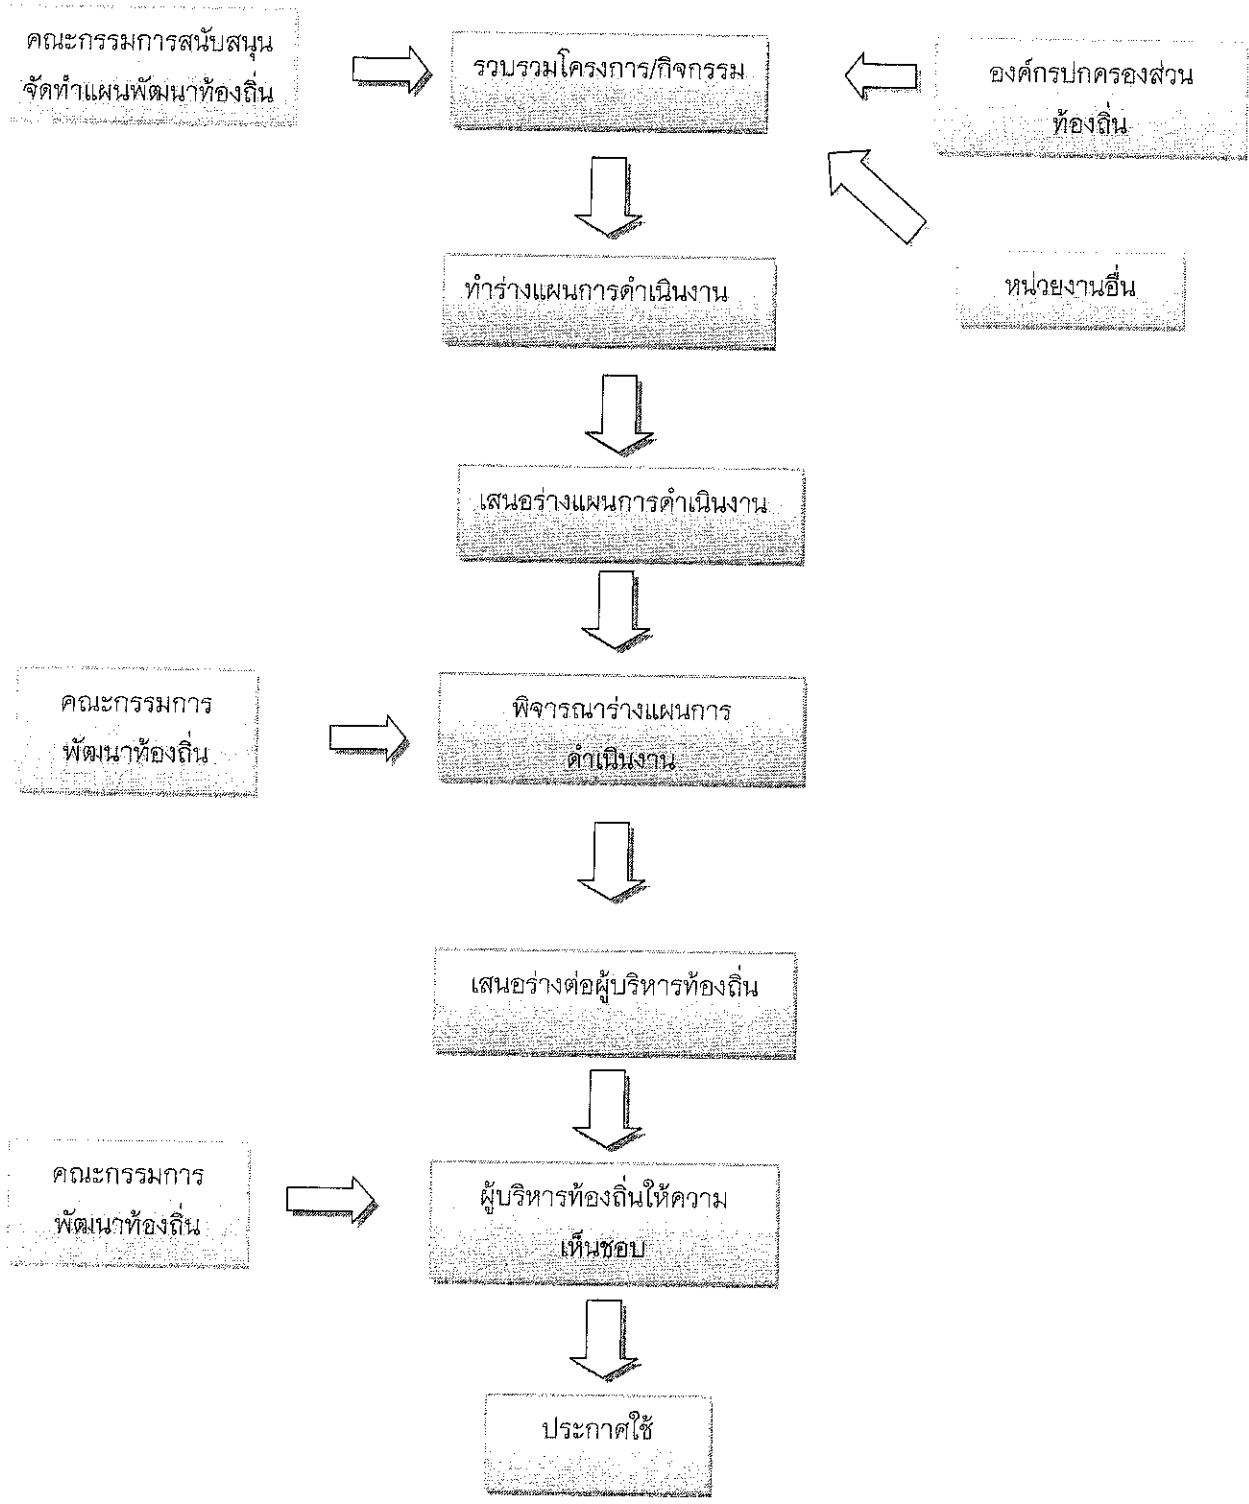 คณะกรรมการสนับสนุน
จัดทำแผนพัฒนาท้องถิ่น
รวบรวมโครงการ/กิจกรรม
องค์กรปกครองส่วน
ท้องถิ่น
หน่วยงานอื่น
ทำร่างแผนการดำเนินงาน
เสนอร่างแผนการดำเนินงาน
คณะกรรมการ
พัฒนาท้องถิ่น
พิจารณาร่างแผนการ
ดำเนินงาน
เสนอร่างต่อผู้บริหารท้องถิ่น
คณะกรรมการ
พัฒนาท้องถิ่น
ผู้บริหารท้องถิ่นให้ความ
เห็นชอบ
ประกาศใช้